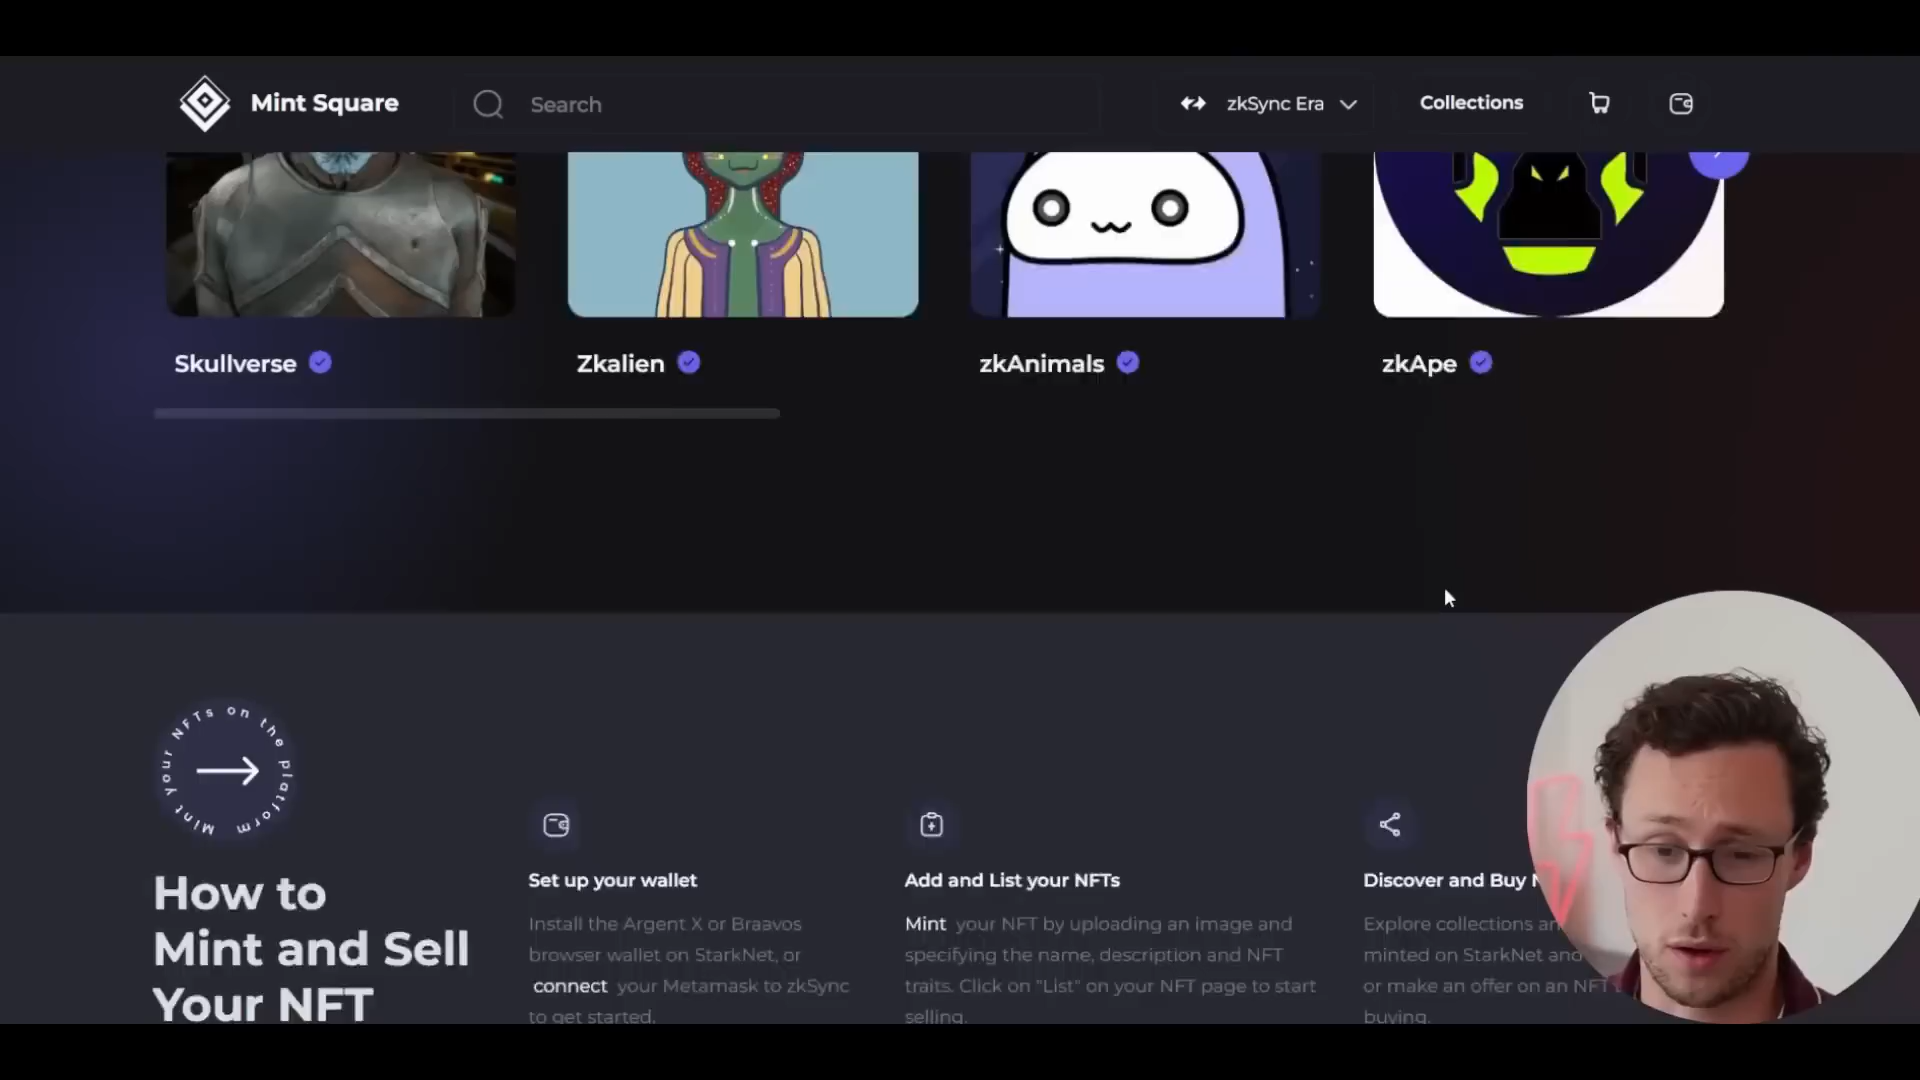 Mint Square
Search
zkSync Era
Collections
Skullverse
Zkalien
zkAnimals
zkApe
Mint your NFTs on the platform
How to
Mint and Sell
Your NFT
Set up your wallet
Install the Argent X or Braavos
browser wallet on StarkNet, or
connect your Metamask to zkSync
to get started.
Add and List your NFTs
Mint your NFT by uploading an image and
specifying the name, description and NFT
traits. Click on "List" on your NFT page to start
selling.
Discover and Buy
Explore collections
minted on StarkNet and
or make an offer on an NFT
buying.